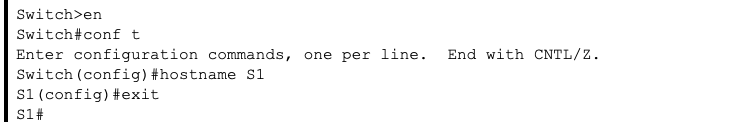 Switch>en
Switch#conf t
Enter configuration commands, one per line.  End with CNTL/Z.
Switch(config)#hostname S1
S1(config)#exit
S1#